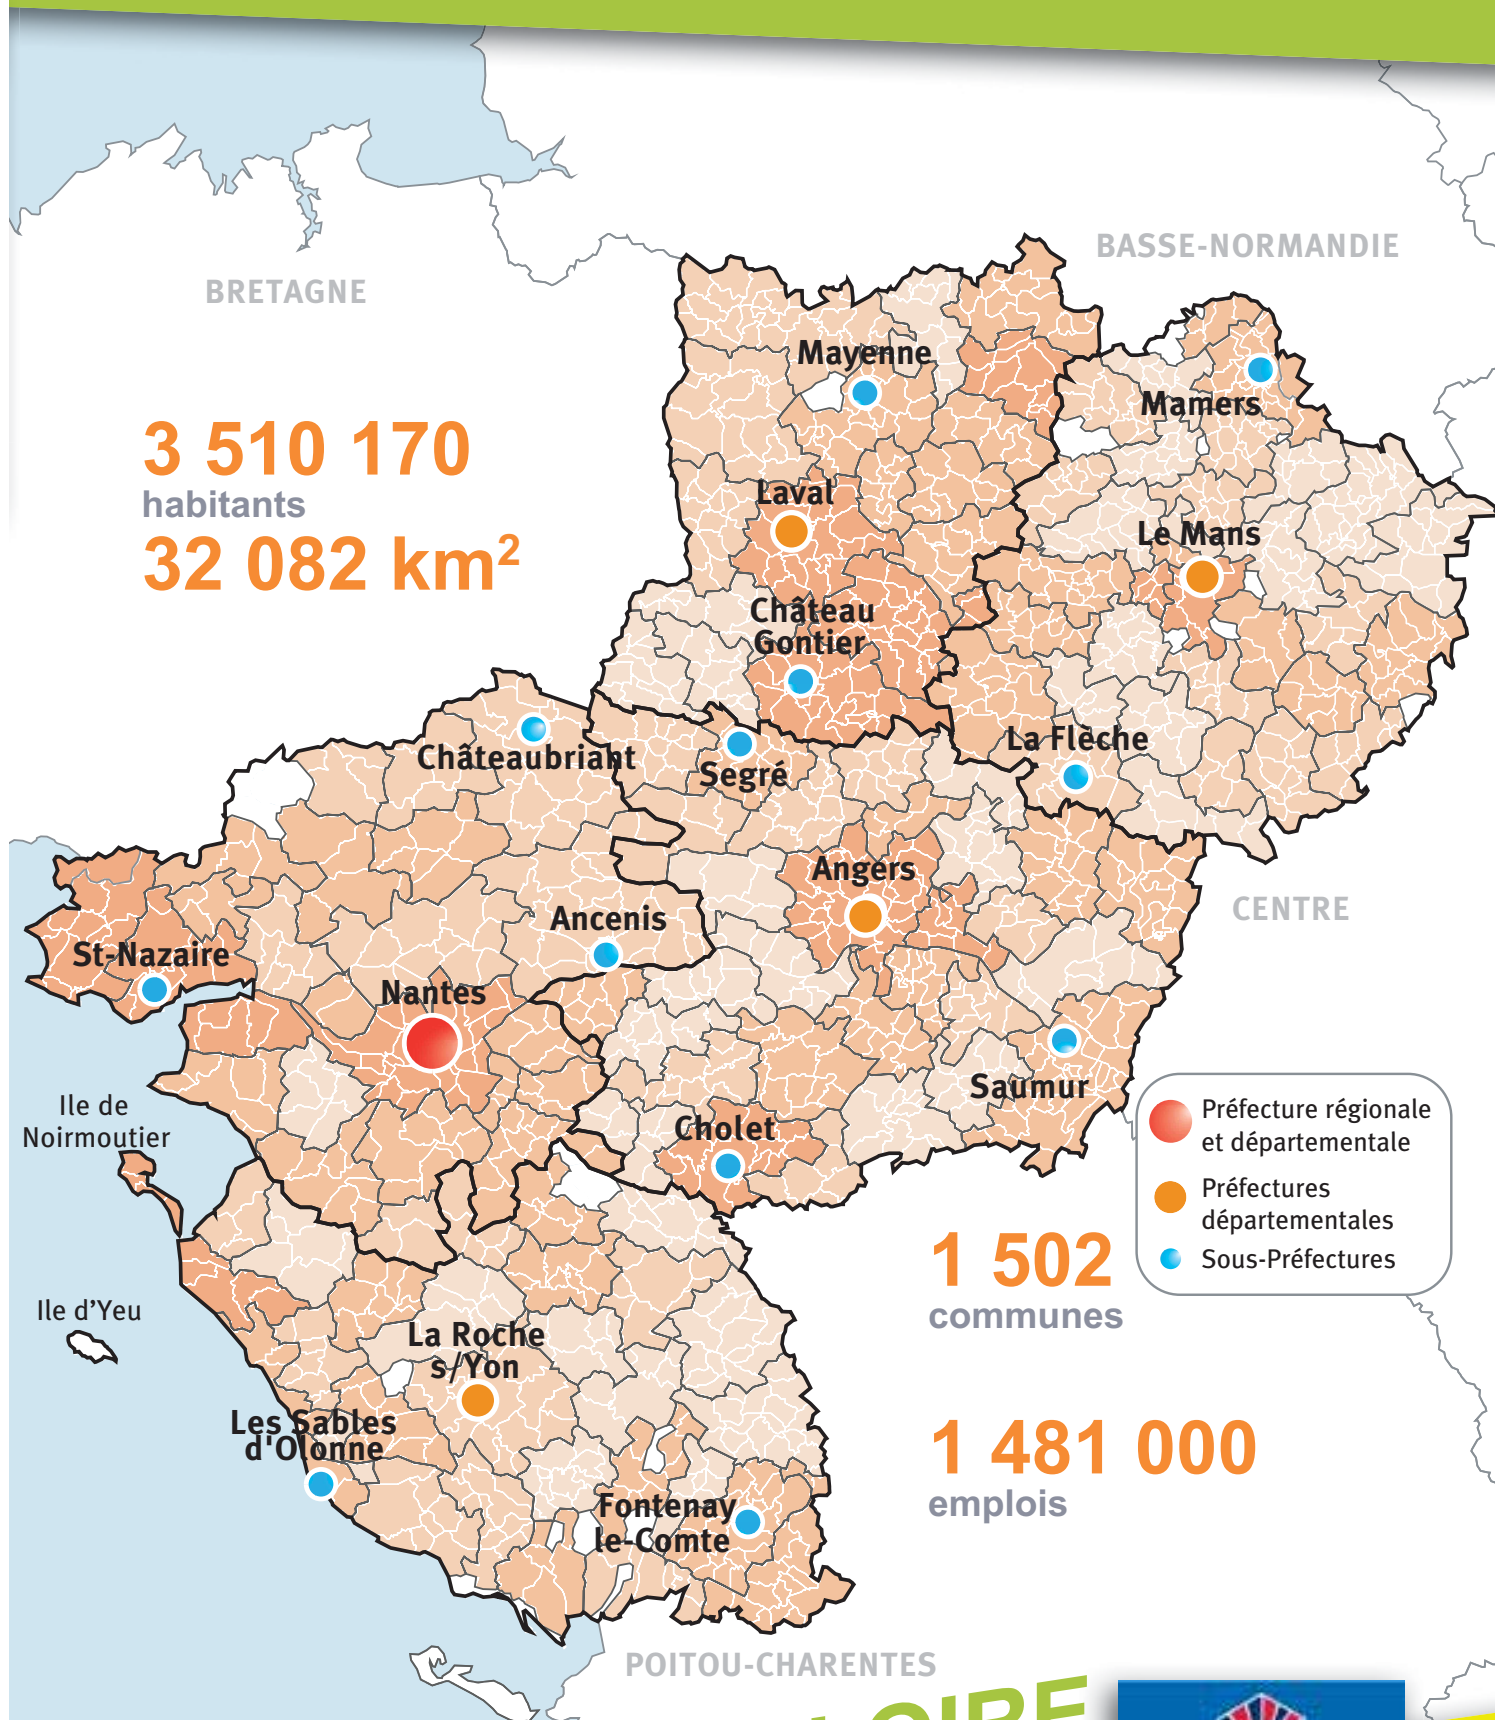 BASSE-NORMANDIE
BRETAGNE
Mayenne
Mamers
3 510 170
habitants
32 082 km²
Laval
Le Mans
Château
Gontier
Châteaubriant
Segré
La Flèche
Angers
CENTRE
Ancenis
St-Nazaire
Nantes
Saumur
Ile de
Noirmoutier
Cholet
Préfecture régionale
et départementale
Préfectures
départementales
Sous-Préfectures
1 502
communes
Ile d'Yeu
La Roche
s/Yon
Les Sables
d'Olonne
1 481 000
emplois
Fontenay
le-Comte
POITOU-CHARENTES
LOIRE